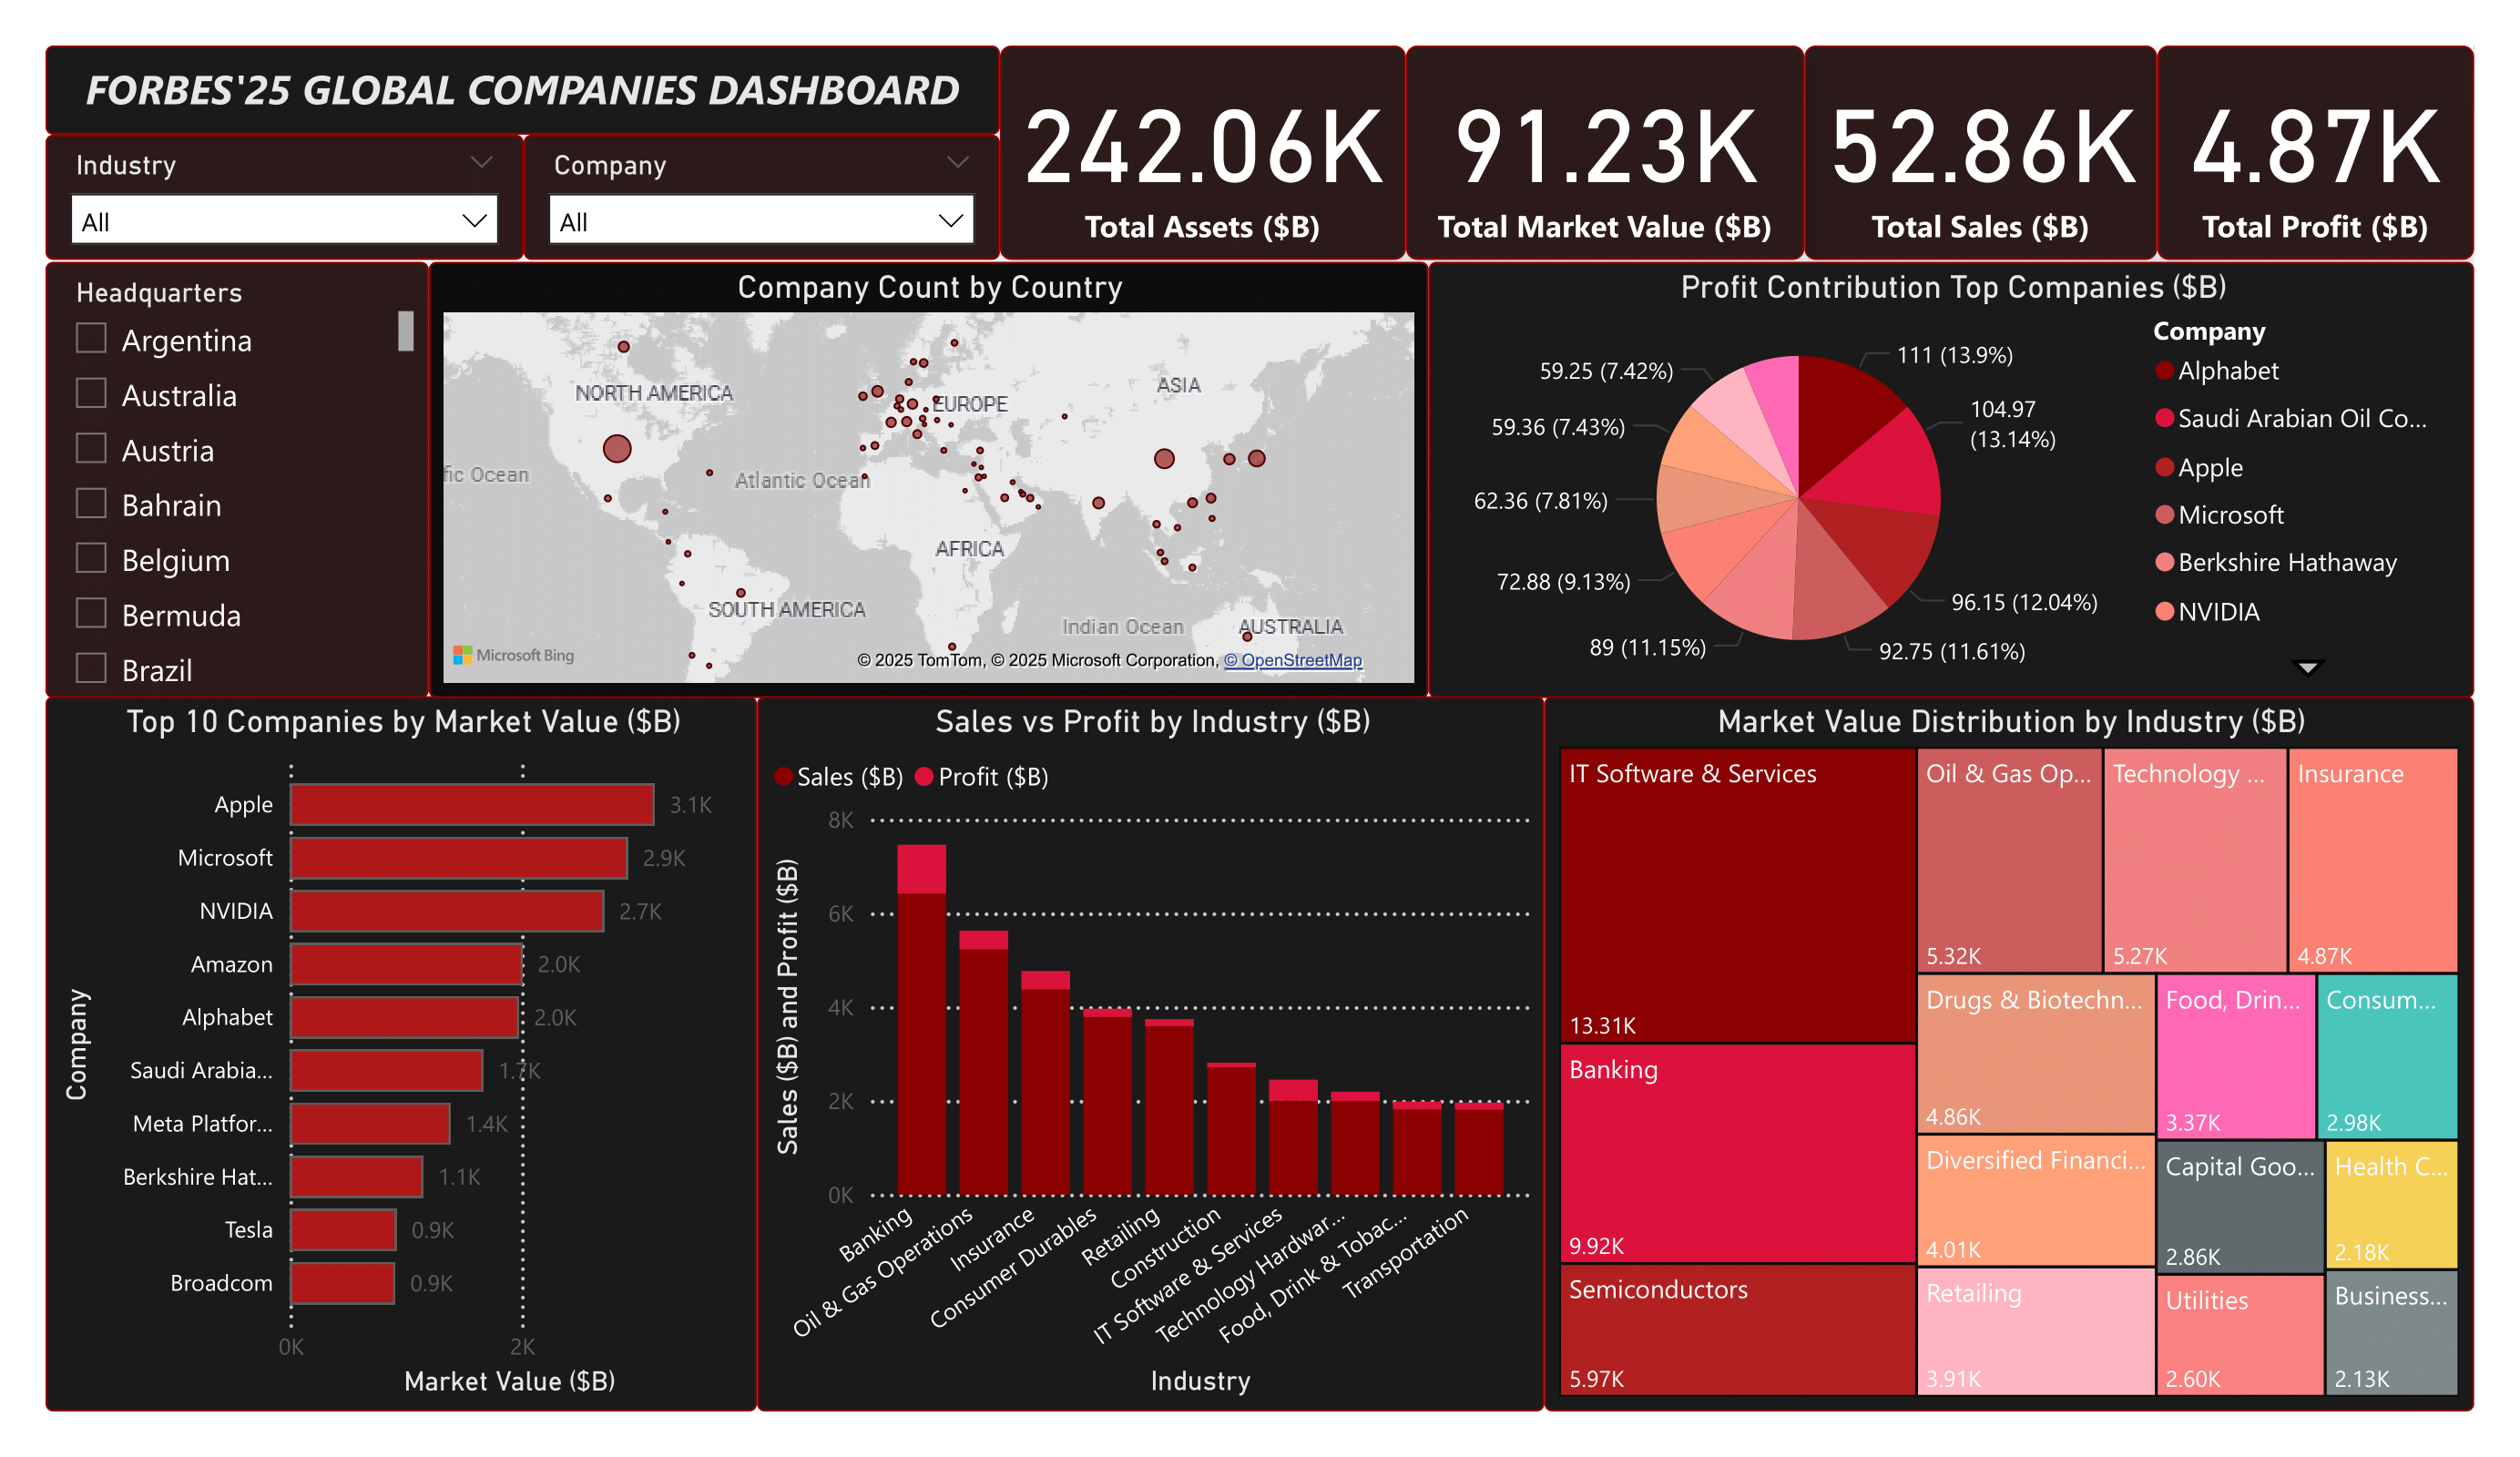 FORBES'25 GLOBAL COMPANIES DASHBOARD
Industry
All
Company
All
242.06K
Total Assets ($B)
91.23K
Total Market Value ($B)
52.86K
Total Sales ($B)
4.87K
Total Profit ($B)
Headquarters
Argentina
Australia
Austria
Bahrain
Belgium
Bermuda
Brazil
Company Count by Country
NORTH AMERICA
EUROPE
ASIA
fic Ocean
Atlantic Ocean
AFRICA
SOUTH AMERICA
Indian Ocean
AUSTRALIA
Microsoft Bing
© 2025 TomTom, © 2025 Microsoft Corporation, © OpenStreetMap
Profit Contribution Top Companies ($B)
111 (13.9%)
104.97
(13.14%)
96.15 (12.04%)
92.75 (11.61%)
89 (11.15%)
72.88 (9.13%)
62.36 (7.81%)
59.36 (7.43%)
59.25 (7.42%)
Company
Alphabet
Saudi Arabian Oil Co...
Apple
Microsoft
Berkshire Hathaway
NVIDIA
Top 10 Companies by Market Value ($B)
Company
Apple 3.1K
Microsoft 2.9K
NVIDIA 2.7K
Amazon 2.0K
Alphabet 2.0K
Saudi Arabia... 1.7K
Meta Platfor... 1.4K
Berkshire Hat... 1.1K
Tesla 0.9K
Broadcom 0.9K
0K 2K
Market Value ($B)
Sales vs Profit by Industry ($B)
Sales ($B) Profit ($B)
Sales ($B) and Profit ($B)
8K
6K
4K
2K
0K
Banking
Oil & Gas Operations
Insurance
Consumer Durables
Retailing
Construction
IT Software & Services
Technology Hardwar...
Food, Drink & Tobac...
Transportation
Industry
Market Value Distribution by Industry ($B)
IT Software & Services
13.31K
Banking
9.92K
Semiconductors
5.97K
Oil & Gas Op...
5.32K
Technology ...
5.27K
Insurance
4.87K
Drugs & Biotechn...
4.86K
Diversified Financi...
4.01K
Retailing
3.91K
Food, Drin...
3.37K
Consum...
2.98K
Capital Goo...
2.86K
Utilities
2.60K
Health C...
2.18K
Business...
2.13K